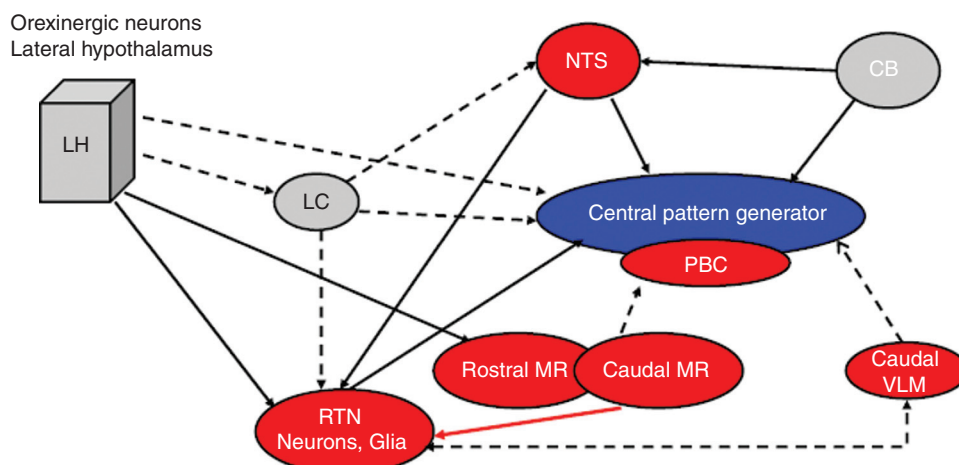 Orexinergic neurons
Lateral hypothalamus
NTS
CB
LH
LC
Central pattern generator
PBC
Rostral MR
Caudal MR
Caudal
VLM
RTN
Neurons, Glia